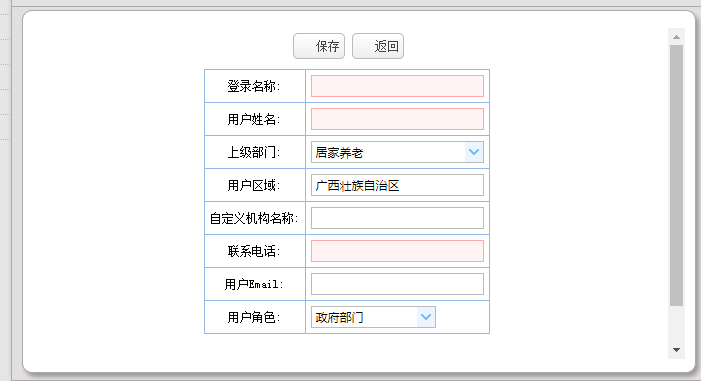 保存 返回
登录名称:
用户姓名:
上级部门: 居家养老
用户区域: 广西壮族自治区
自定义机构名称:
联系电话:
用户Email:
用户角色: 政府部门